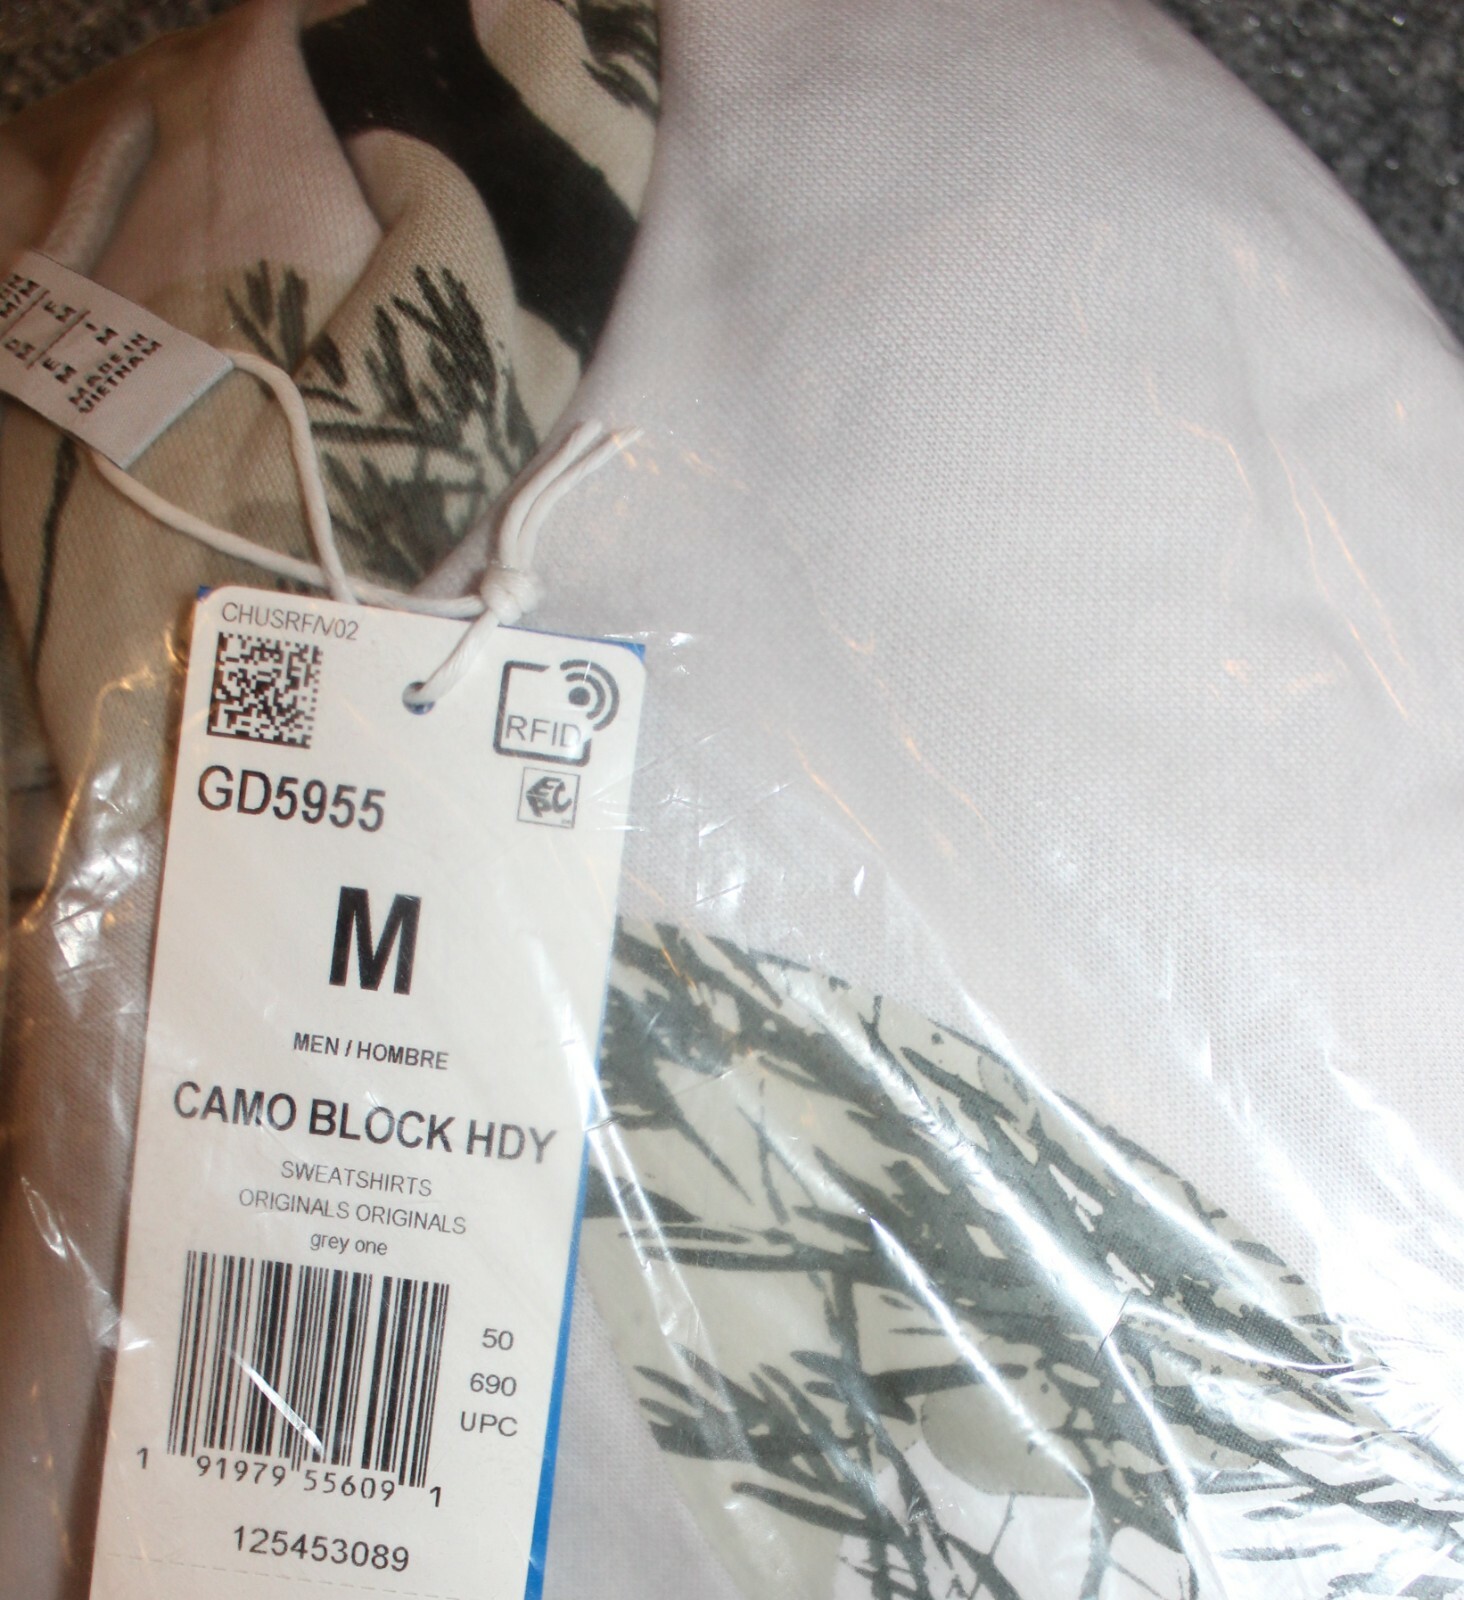 M/M
M
M
D
M
E
M
I
M
MADE IN
VIETNAM
CHUSRF/V02
RFID
EPC
GD5955
M
MEN / HOMBRE
CAMO BLOCK HDY
SWEATSHIRTS
ORIGINALS ORIGINALS
grey one
50
690
UPC
1 91979 55609 1
125453089